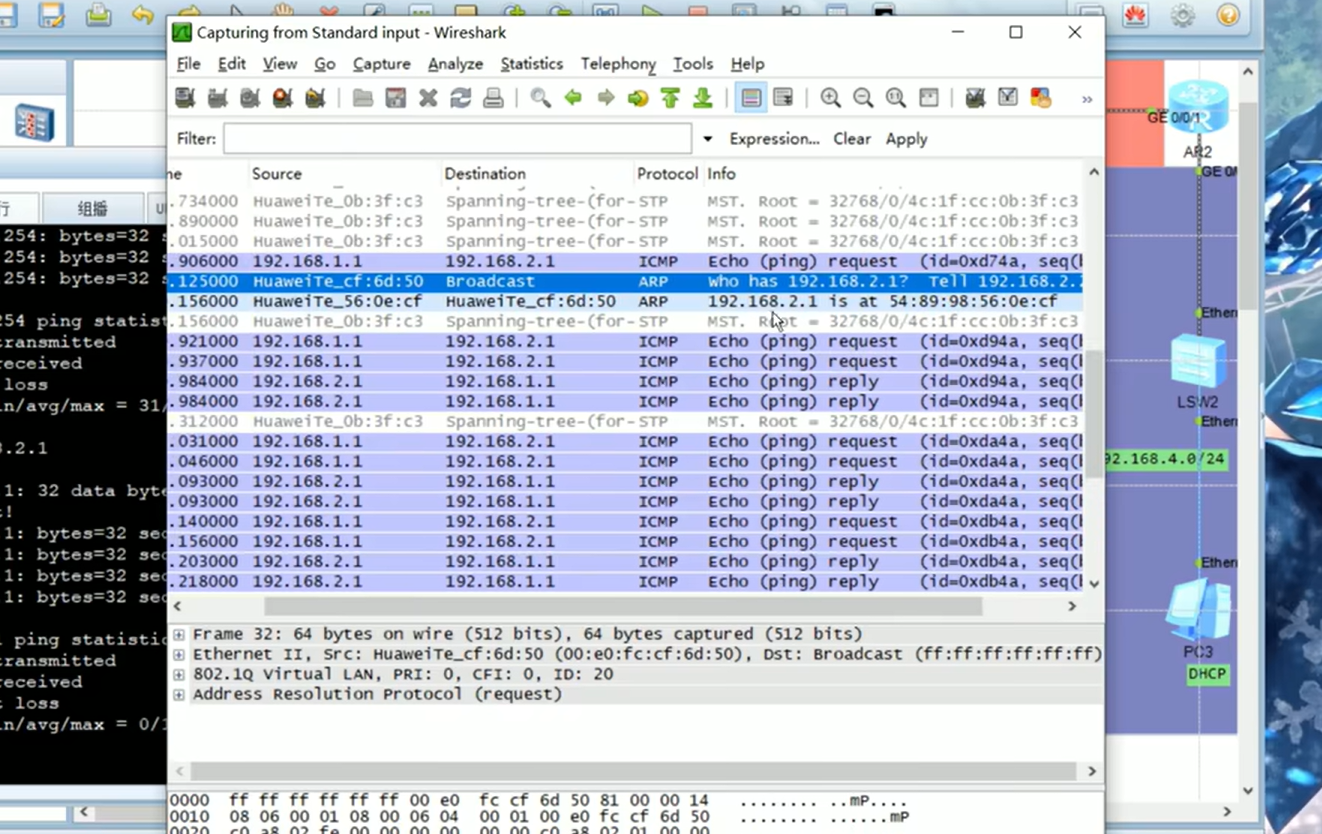 Capturing from Standard input - Wireshark
File Edit View Go Capture Analyze Statistics Telephony Tools Help
Filter: Expression... Clear Apply
Source Destination Protocol Info
.734000 HuaweiTe_0b:3f:c3 Spanning-tree-(for- STP MST. Root = 32768/0/4c:1f:cc:0b:3f:c3
.890000 HuaweiTe_0b:3f:c3 Spanning-tree-(for- STP MST. Root = 32768/0/4c:1f:cc:0b:3f:c3
.015000 HuaweiTe_0b:3f:c3 Spanning-tree-(for- STP MST. Root = 32768/0/4c:1f:cc:0b:3f:c3
.906000 192.168.1.1 192.168.2.1 ICMP Echo (ping) request (id=0xd74a, seq(b
.125000 HuaweiTe_cf:6d:50 Broadcast ARP Who has 192.168.2.1? Tell 192.168.2.2
.156000 HuaweiTe_56:0e:cf HuaweiTe_cf:6d:50 ARP 192.168.2.1 is at 54:89:98:56:0e:cf
.156000 HuaweiTe_0b:3f:c3 Spanning-tree-(for- STP MST. Root = 32768/0/4c:1f:cc:0b:3f:c3
.921000 192.168.1.1 192.168.2.1 ICMP Echo (ping) request (id=0xd94a, seq(b
.937000 192.168.1.1 192.168.2.1 ICMP Echo (ping) request (id=0xd94a, seq(b
.984000 192.168.2.1 192.168.1.1 ICMP Echo (ping) reply (id=0xd94a, seq(b
.984000 192.168.2.1 192.168.1.1 ICMP Echo (ping) reply (id=0xd94a, seq(b
.312000 HuaweiTe_0b:3f:c3 Spanning-tree-(for- STP MST. Root = 32768/0/4c:1f:cc:0b:3f:c3
.031000 192.168.1.1 192.168.2.1 ICMP Echo (ping) request (id=0xda4a, seq(b
.046000 192.168.1.1 192.168.2.1 ICMP Echo (ping) request (id=0xda4a, seq(b
.093000 192.168.2.1 192.168.1.1 ICMP Echo (ping) reply (id=0xda4a, seq(b
.093000 192.168.2.1 192.168.1.1 ICMP Echo (ping) reply (id=0xda4a, seq(b
.140000 192.168.1.1 192.168.2.1 ICMP Echo (ping) request (id=0xdb4a, seq(b
.156000 192.168.1.1 192.168.2.1 ICMP Echo (ping) request (id=0xdb4a, seq(b
.203000 192.168.2.1 192.168.1.1 ICMP Echo (ping) reply (id=0xdb4a, seq(b
.218000 192.168.2.1 192.168.1.1 ICMP Echo (ping) reply (id=0xdb4a, seq(b
Frame 32: 64 bytes on wire (512 bits), 64 bytes captured (512 bits)
Ethernet II, Src: HuaweiTe_cf:6d:50 (00:e0:fc:cf:6d:50), Dst: Broadcast (ff:ff:ff:ff:ff:ff)
802.1Q Virtual LAN, PRI: 0, CFI: 0, ID: 20
Address Resolution Protocol (request)
0000 ff ff ff ff ff ff 00 e0 fc cf 6d 50 81 00 00 14 ........ ..mP....
0010 08 06 00 01 08 00 06 04 00 01 00 e0 fc cf 6d 50 ........ ......mP
0020 c0 a8 02 fe 00 00 00 00 00 00 c0 a8 02 01 00 00
组播
254: bytes=32
254: bytes=32
254: bytes=32
254 ping statist
transmitted
received
loss
in/avg/max = 31/
.2.1
1: 32 data byte
1: bytes=32 sec
1: bytes=32 sec
1: bytes=32 sec
1: bytes=32 sec
ping statistic
transmitted
received
loss
in/avg/max = 0/
GE 0/0/1
AR2
GE 0/
Ethern
LSW2
Ethern
92.168.4.0/24
Ethern
PC3
DHCP